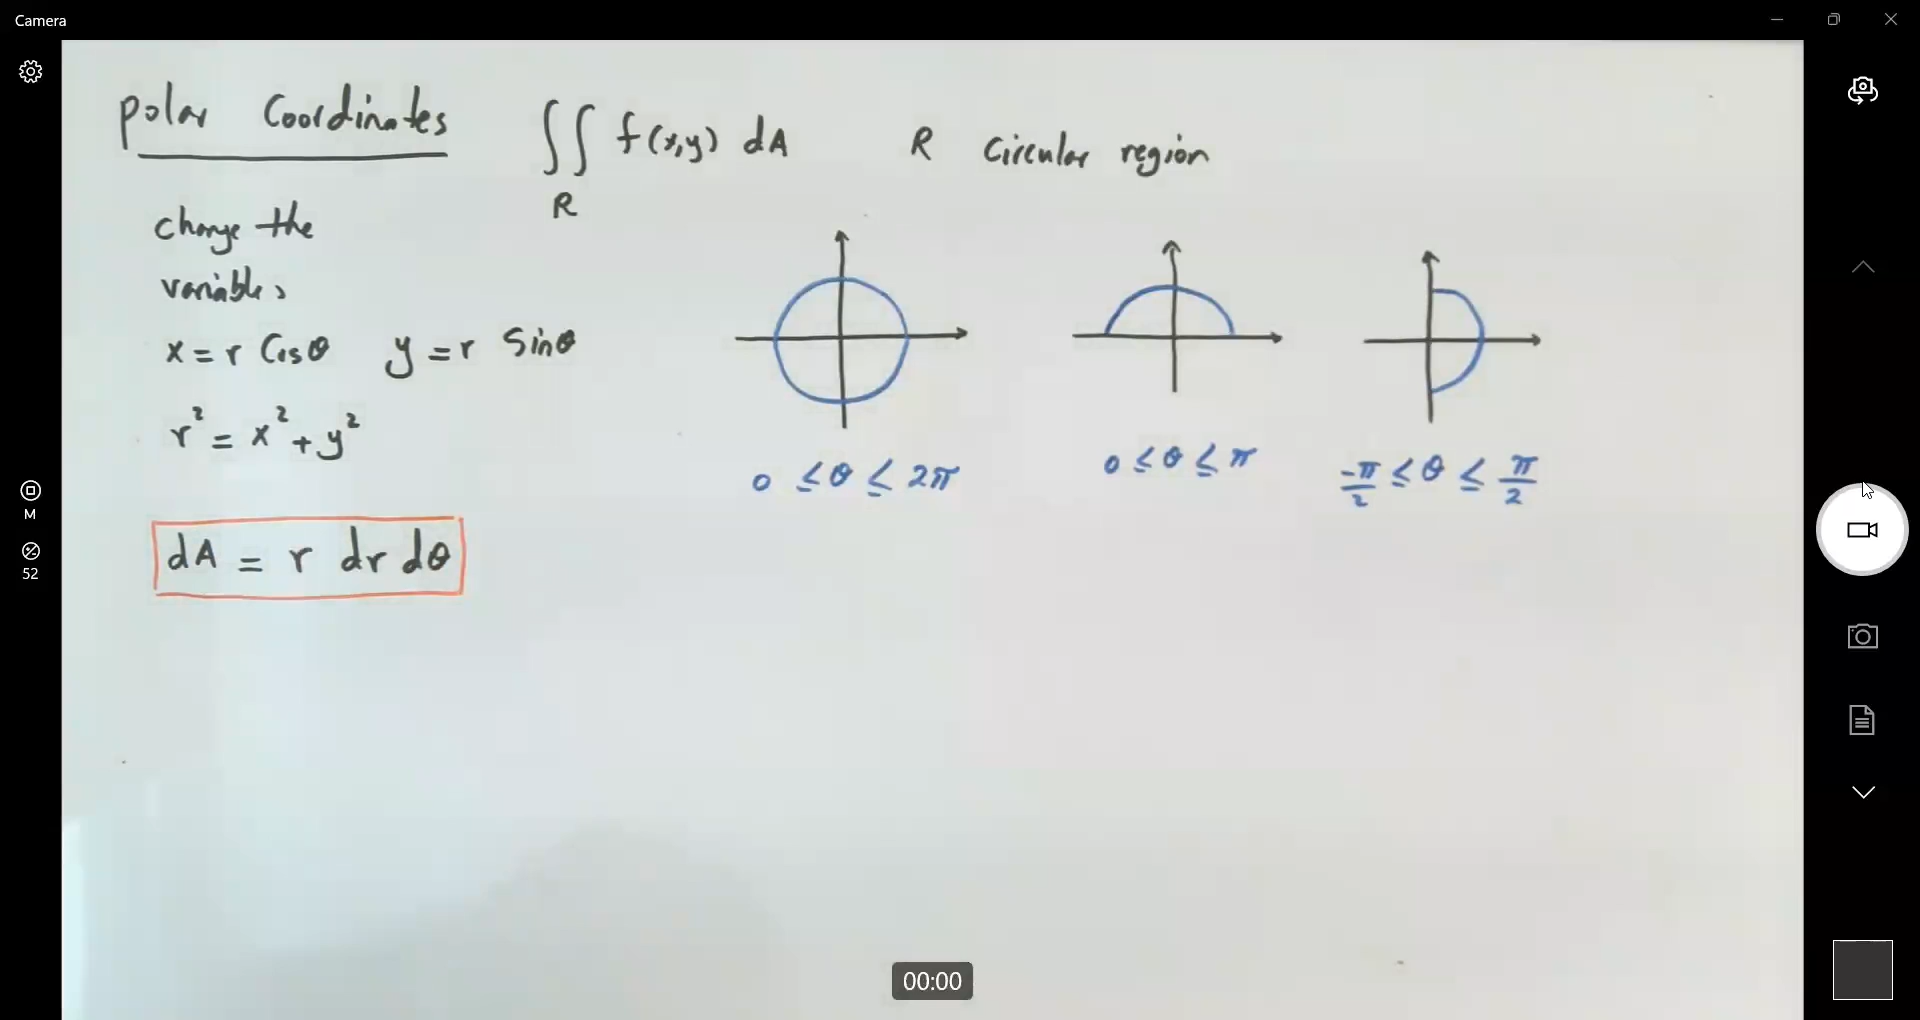 Camera
polar Coordinates
∫∫ f(x,y) dA
R
R circular region
change the
variables
x = r Cosθ y = r Sinθ
r² = x² + y²
dA = r dr dθ
0 ≤ θ ≤ 2π
0 ≤ θ ≤ π
-π/2 ≤ θ ≤ π/2
M
52
00:00